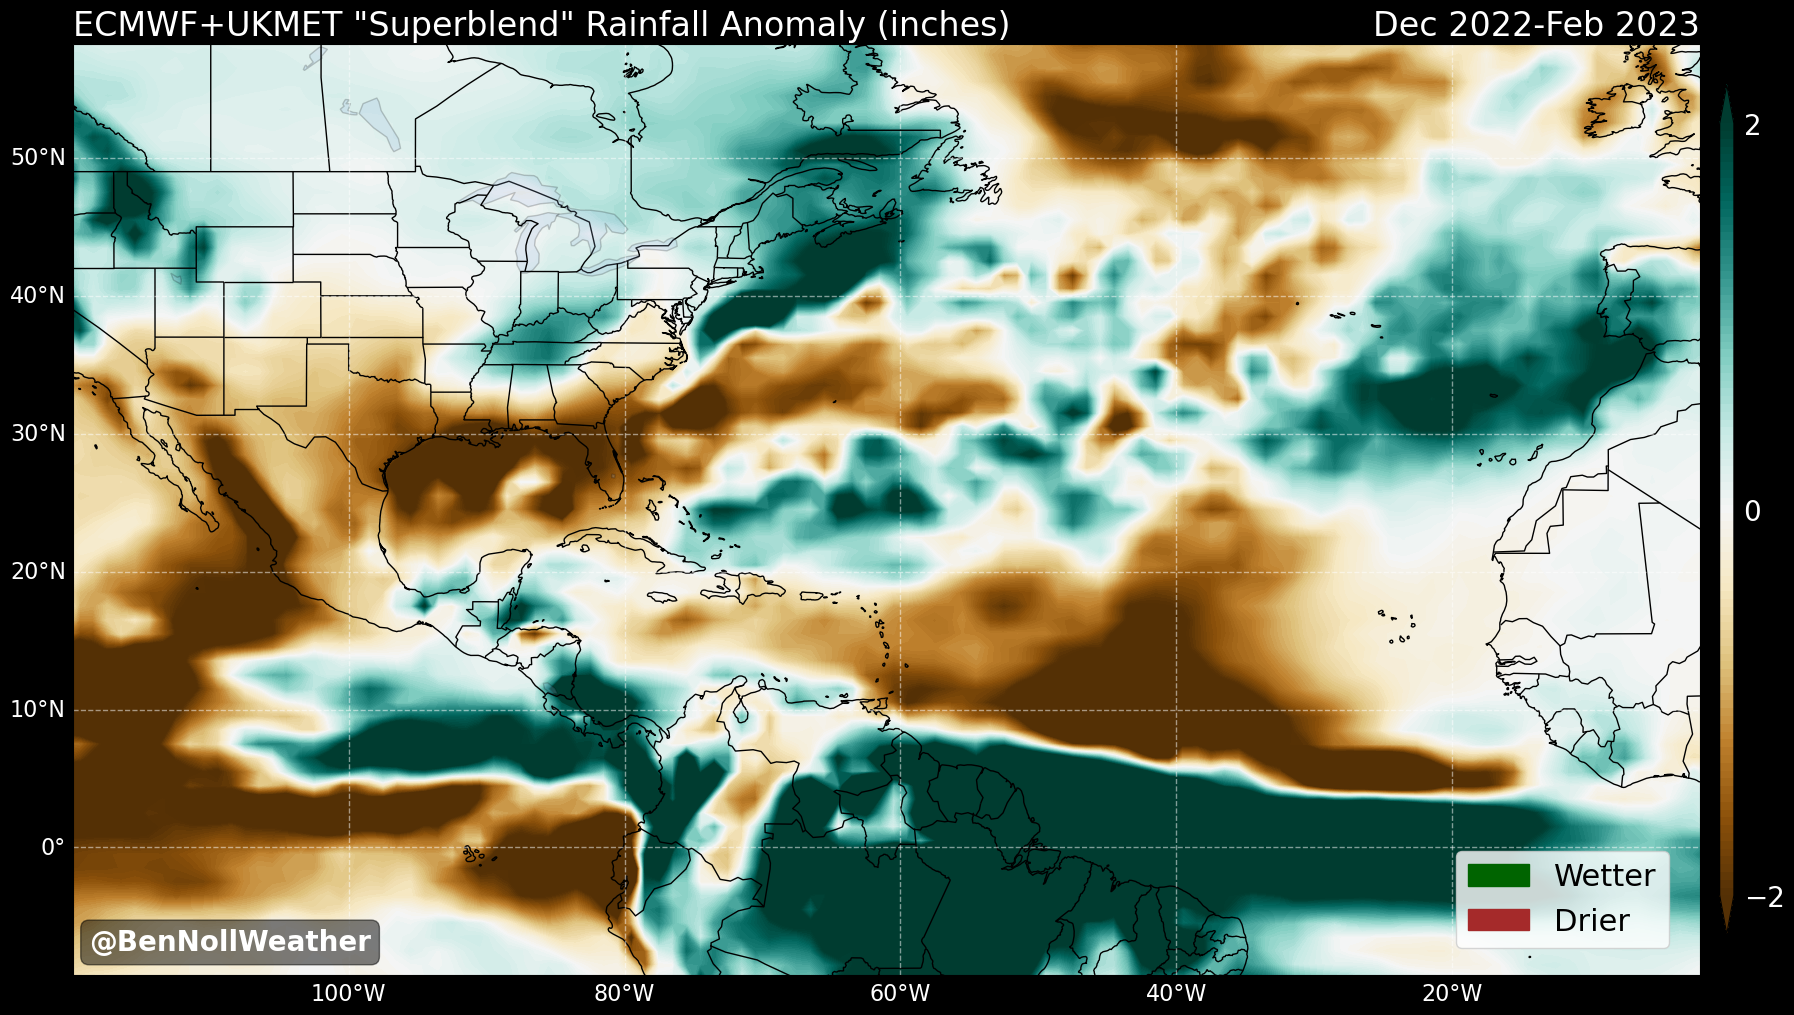 ECMWF+UKMET "Superblend" Rainfall Anomaly (inches)
Dec 2022-Feb 2023
50°N
40°N
30°N
20°N
10°N
0°
100°W
80°W
60°W
40°W
20°W
2
0
−2
Wetter
Drier
@BenNollWeather